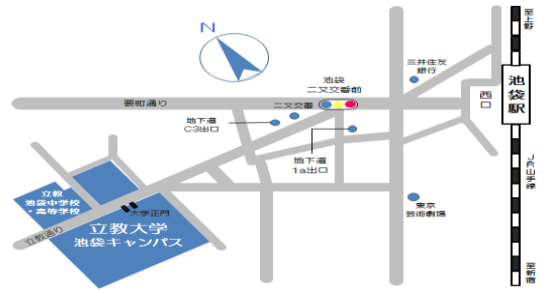 N
至上野
池袋
二又交番前
三井住友
銀行
池袋駅
西口
要町通り
二又交番
地下道
C3出口
地下道
1a出口
JR山手線
立教
池袋中学校
・高等学校
大学正門
立教大学
池袋キャンパス
立教通り
東京
芸術劇場
至新宿